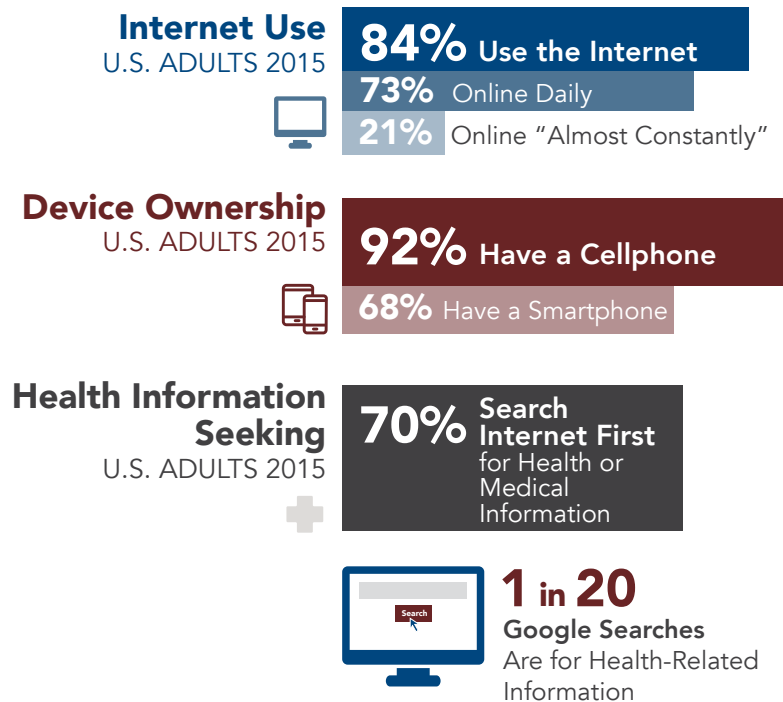 Internet Use
U.S. ADULTS 2015
84% Use the Internet
73% Online Daily
21% Online “Almost Constantly”
Device Ownership
U.S. ADULTS 2015
92% Have a Cellphone
68% Have a Smartphone
Health Information
Seeking
U.S. ADULTS 2015
70% Search
Internet First
for Health or
Medical
Information
Search
1 in 20
Google Searches
Are for Health-Related
Information